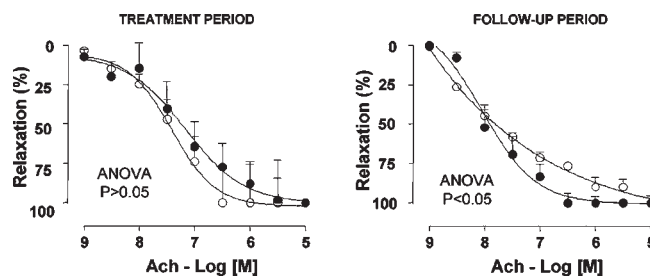 TREATMENT PERIOD
FOLLOW-UP PERIOD
Relaxation (%)
0
25
50
75
100
ANOVA
P>0.05
9 8 7 6 5
Ach - Log [M]
Relaxation (%)
0
25
50
75
100
ANOVA
P<0.05
9 8 7 6 5
Ach - Log [M]